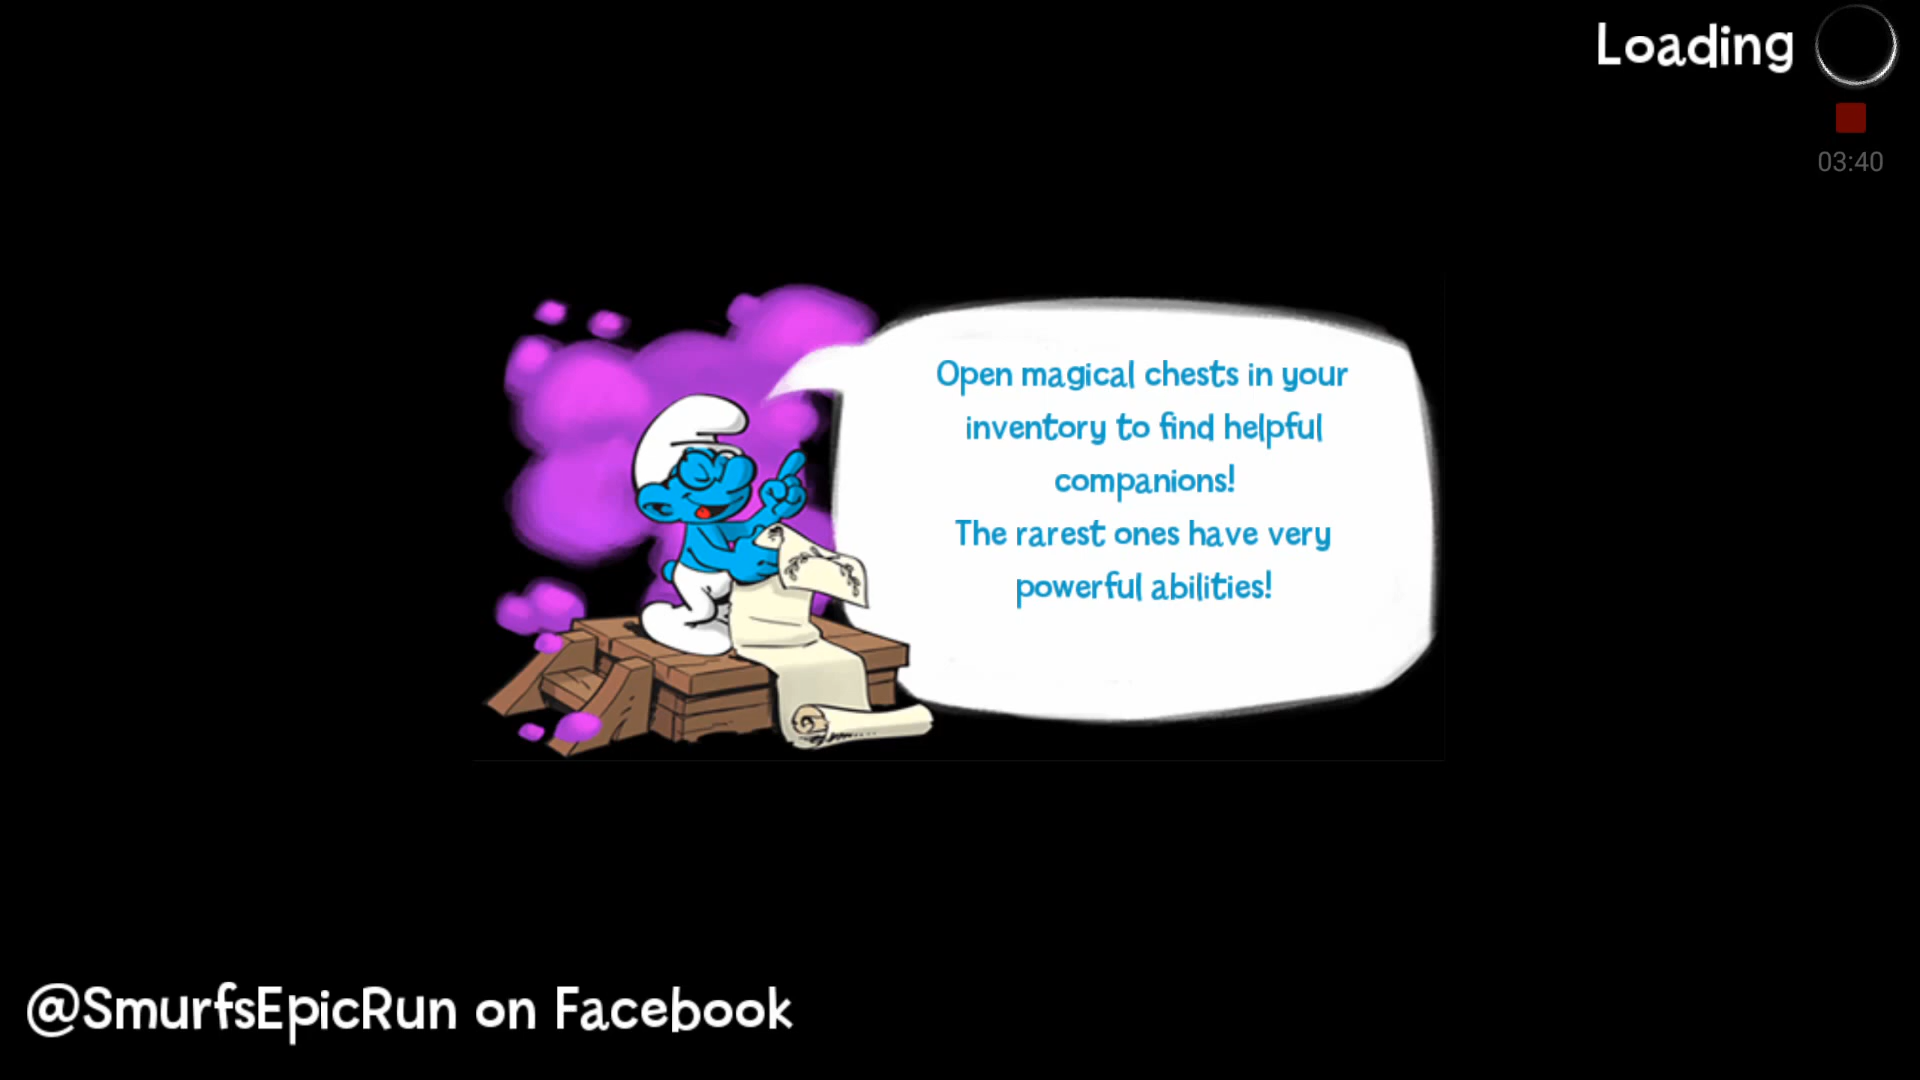 Loading
03:40
Open magical chests in your
inventory to find helpful
companions!
The rarest ones have very
powerful abilities!
@SmurfsEpicRun on Facebook